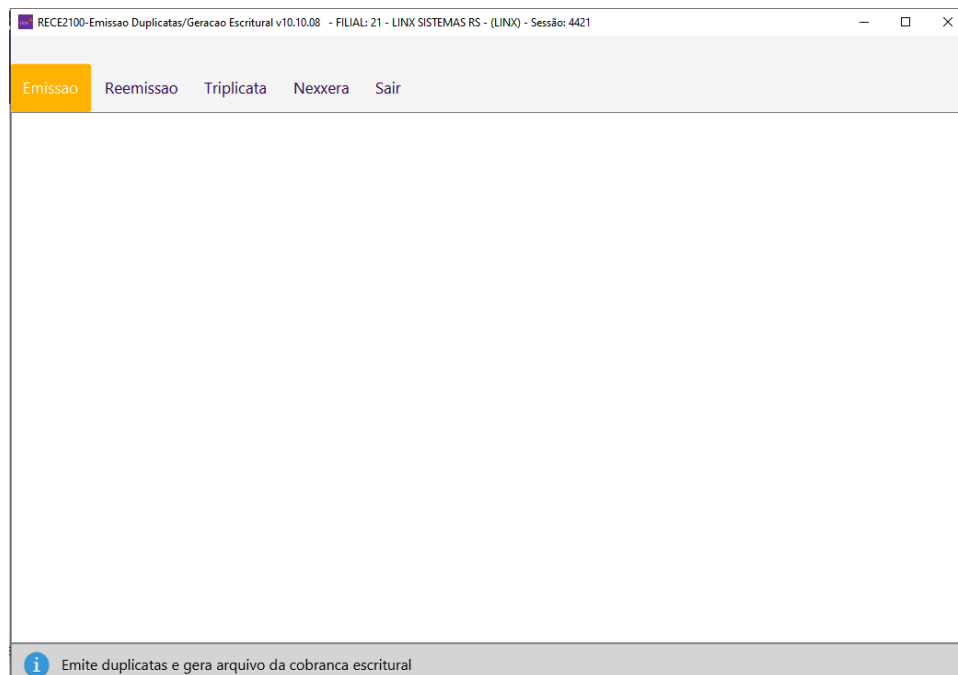 RECE2100-Emissao Duplicatas/Geracao Escritural v10.10.08 - FILIAL: 21 - LINX SISTEMAS RS - (LINX) - Sessão: 4421
Emissao Reemissao Triplicata Nexxera Sair
Emite duplicatas e gera arquivo da cobranca escritural